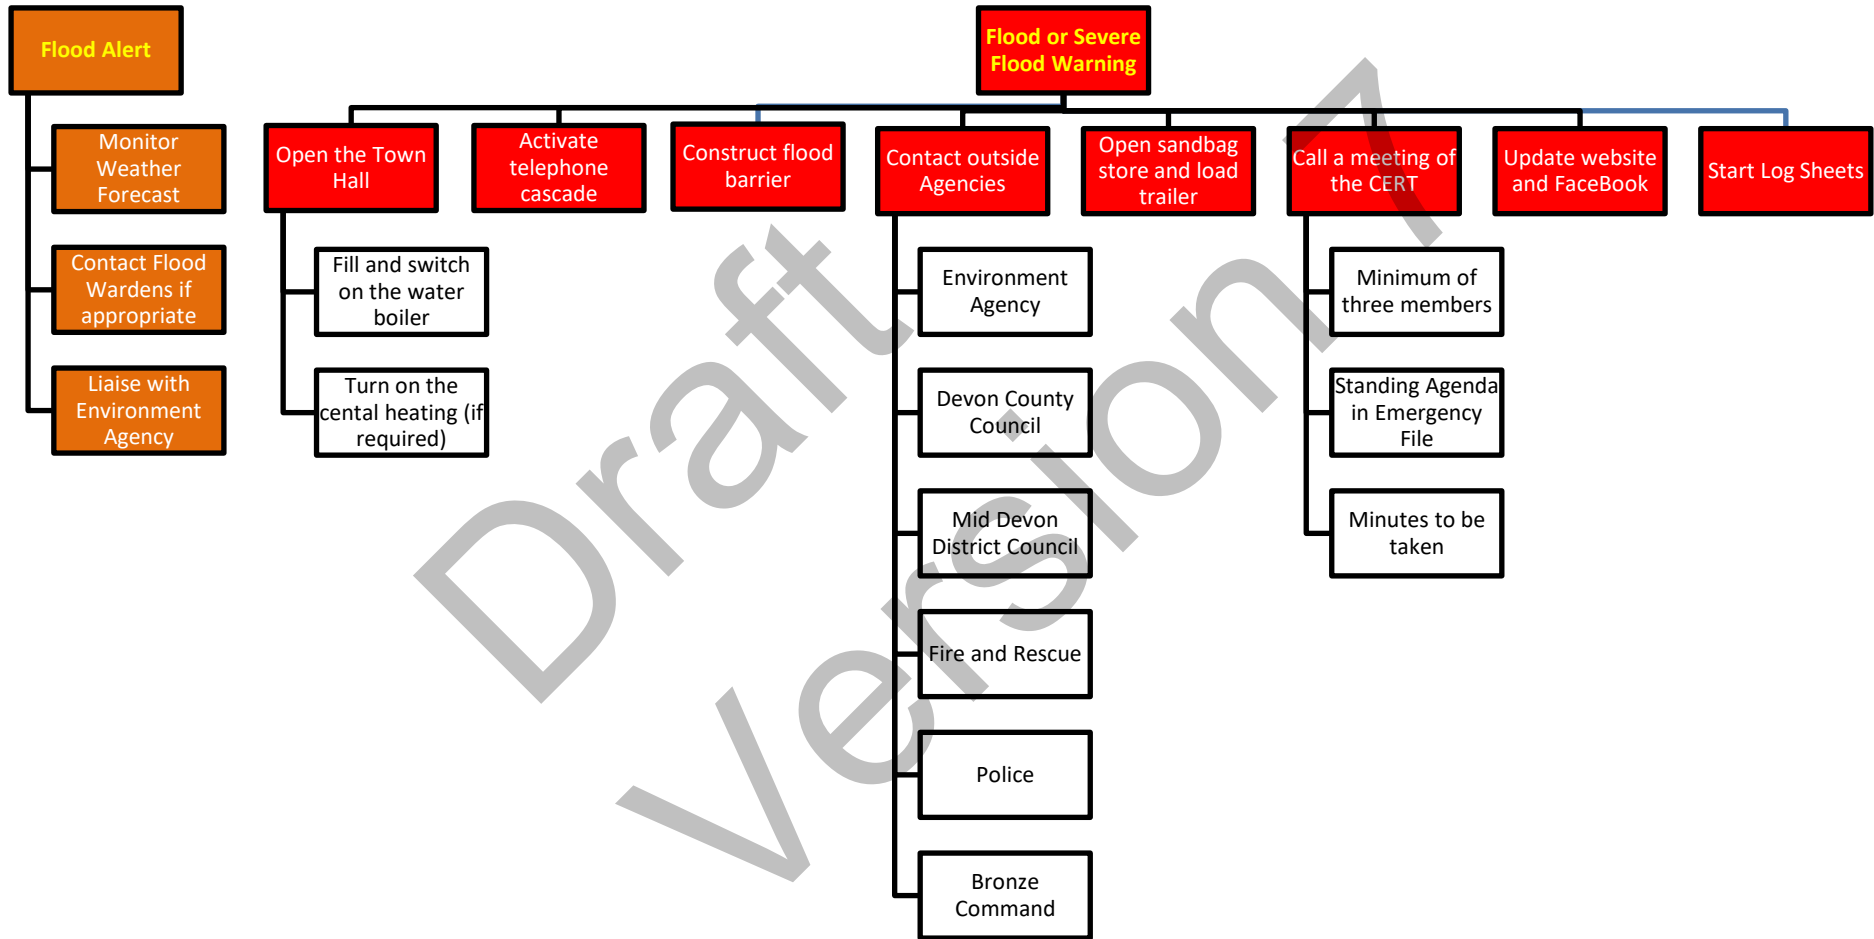 Flood Alert
Monitor
Weather
Forecast
Contact Flood
Wardens if
appropriate
Liaise with
Environment
Agency
Flood or Severe
Flood Warning
Open the Town
Hall
Fill and switch
on the water
boiler
Turn on the
cental heating (if
required)
Activate
telephone
cascade
Construct flood
barrier
Contact outside
Agencies
Environment
Agency
Devon County
Council
Mid Devon
District Council
Fire and Rescue
Police
Bronze
Command
Open sandbag
store and load
trailer
Call a meeting of
the CERT
Minimum of
three members
Standing Agenda
in Emergency
File
Minutes to be
taken
Update website
and FaceBook
Start Log Sheets
Draft
Version 7